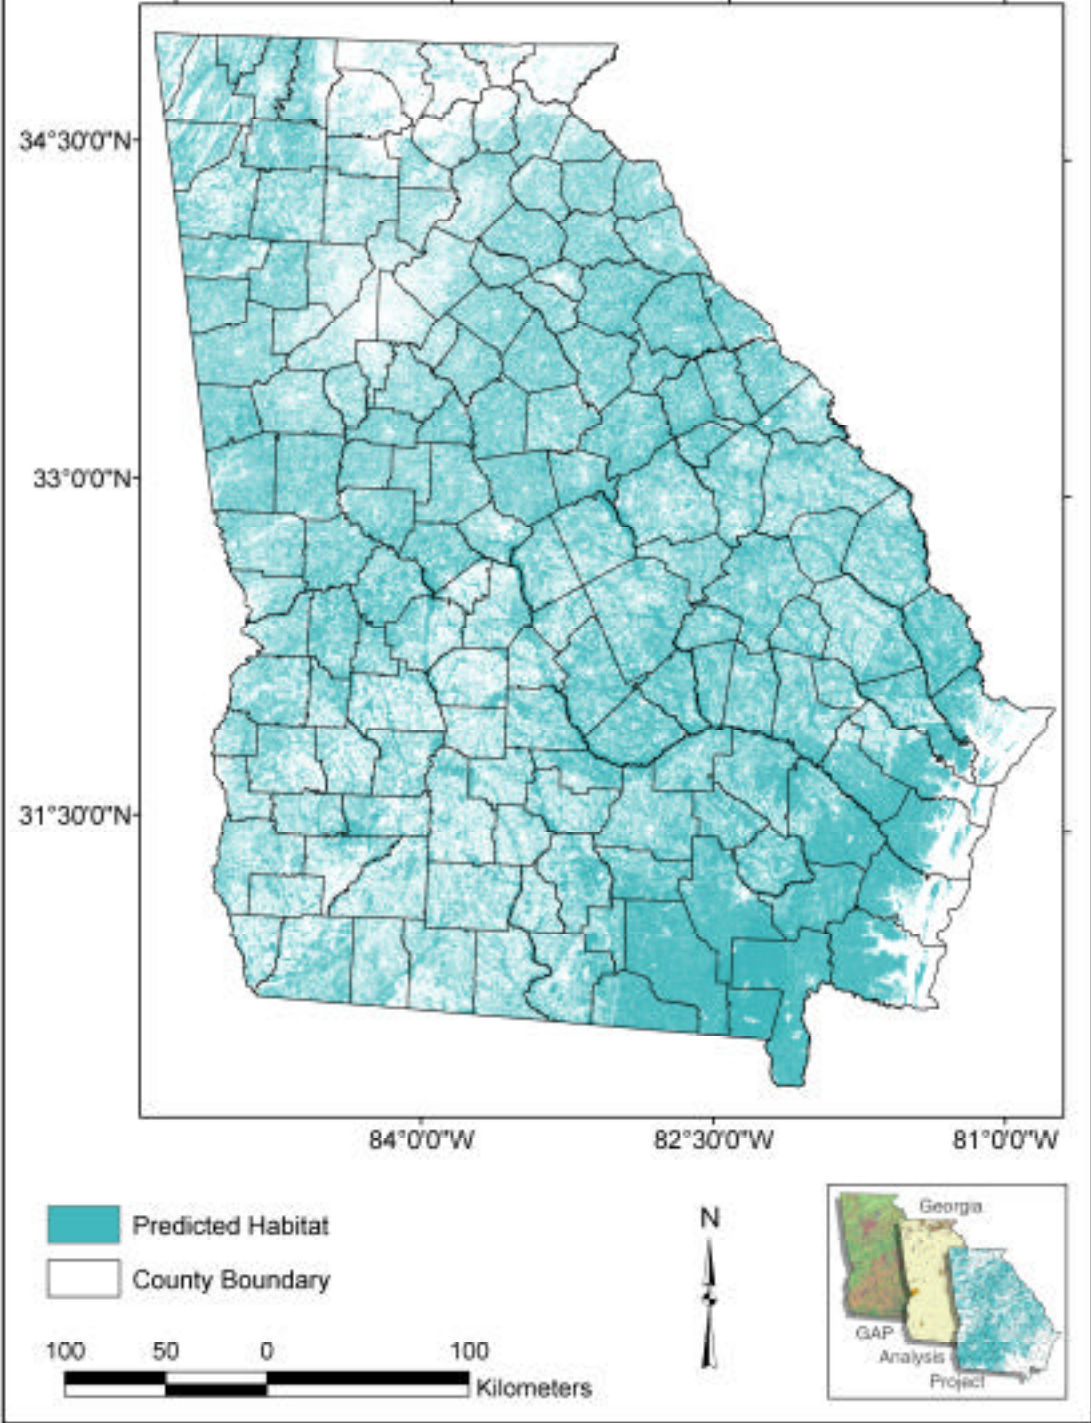 34°30'0"N
33°0'0"N
31°30'0"N
84°0'0"W 82°30'0"W 81°0'0"W
Predicted Habitat
County Boundary
N
100 50 0 100
Kilometers
Georgia
GAP
Analysis
Project